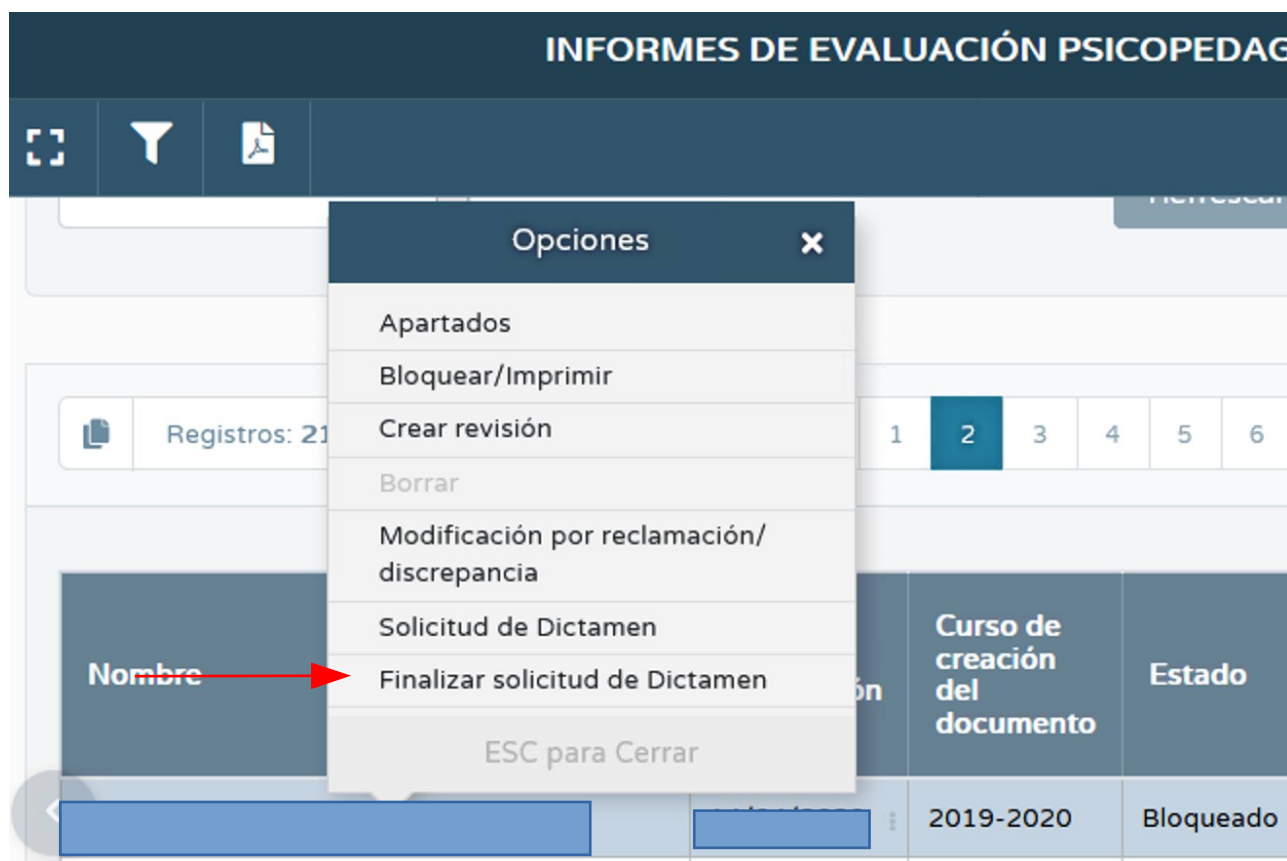 INFORMES DE EVALUACIÓN PSICOPEDAG
Opciones
Apartados
Bloquear/Imprimir
Crear revisión
Borrar
Modificación por reclamación/
discrepancia
Solicitud de Dictamen
Finalizar solicitud de Dictamen
ESC para Cerrar
Registros: 21
1 2 3 4 5 6
Nombre
ón
Curso de
creación
del
documento
Estado
2019-2020
Bloqueado